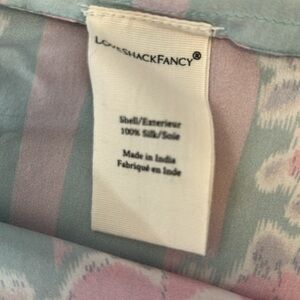 LOVESHACKFANCY®
Shell/Exterieur
100% Silk/Soie
Made in India
Fabriqué en Inde